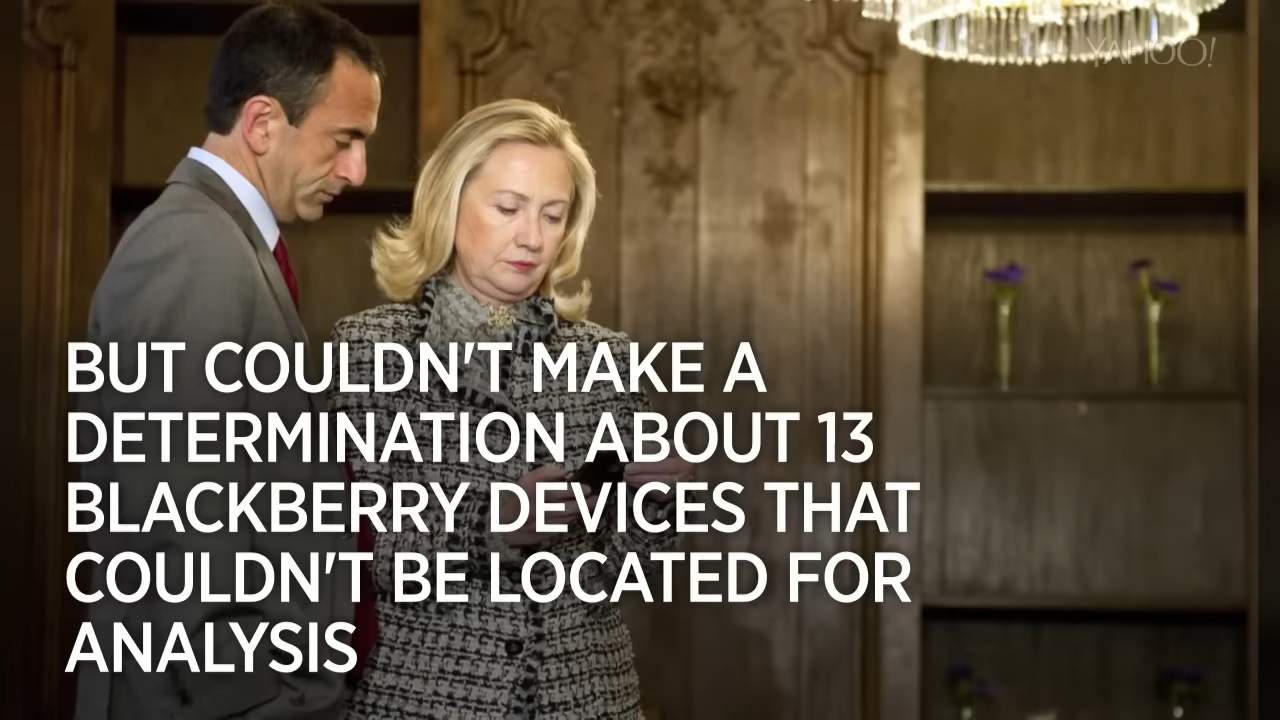 YAHOO!
BUT COULDN'T MAKE A
DETERMINATION ABOUT 13
BLACKBERRY DEVICES THAT
COULDN'T BE LOCATED FOR
ANALYSIS